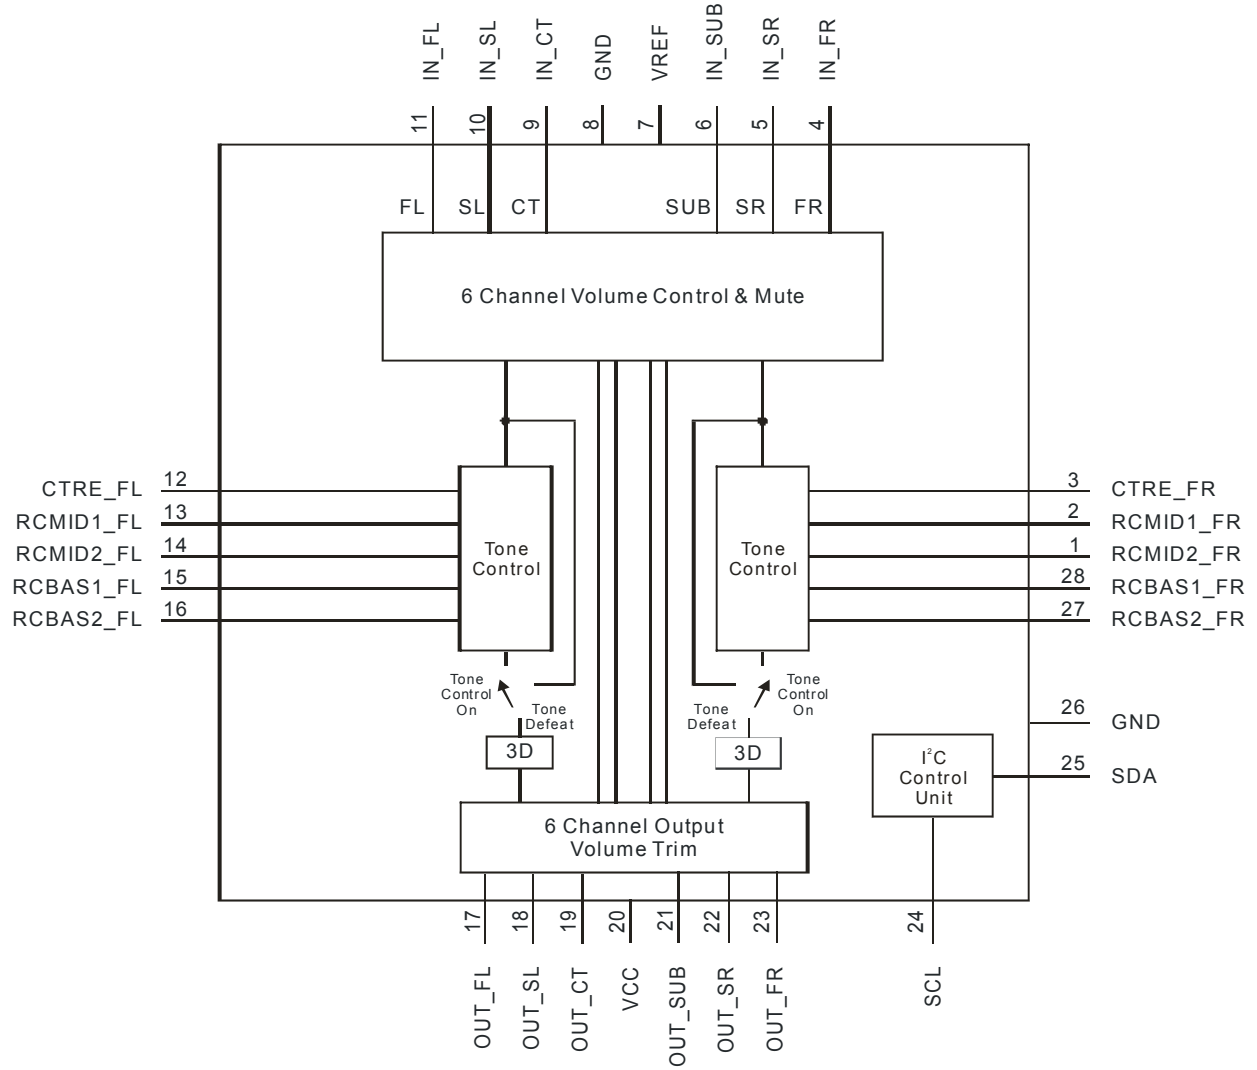 IN_FL
IN_SL
IN_CT
GND
VREF
IN_SUB
IN_SR
IN_FR
11
10
9
8
7
6
5
4
FL
SL
CT
SUB
SR
FR
6 Channel Volume Control & Mute
CTRE_FL
12
RCMID1_FL
13
RCMID2_FL
14
RCBAS1_FL
15
RCBAS2_FL
16
Tone
Control
Tone
Control
3
CTRE_FR
2
RCMID1_FR
1
RCMID2_FR
28
RCBAS1_FR
27
RCBAS2_FR
Tone
Control
On
Tone
Defeat
Tone
Defeat
Tone
Control
On
3D
3D
26
GND
25
SDA
I²C
Control
Unit
6 Channel Output
Volume Trim
17
18
19
20
21
22
23
24
OUT_FL
OUT_SL
OUT_CT
VCC
OUT_SUB
OUT_SR
OUT_FR
SCL